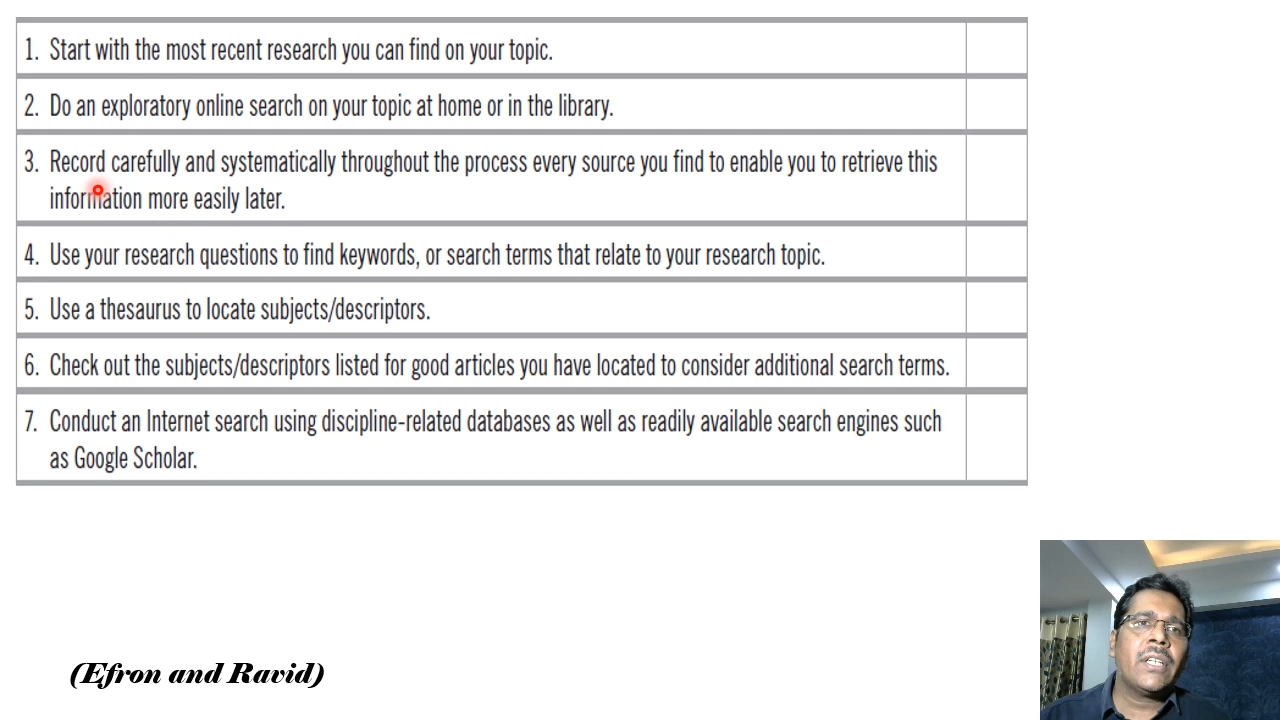 1. Start with the most recent research you can find on your topic.
2. Do an exploratory online search on your topic at home or in the library.
3. Record carefully and systematically throughout the process every source you find to enable you to retrieve this
information more easily later.
4. Use your research questions to find keywords, or search terms that relate to your research topic.
5. Use a thesaurus to locate subjects/descriptors.
6. Check out the subjects/descriptors listed for good articles you have located to consider additional search terms.
7. Conduct an Internet search using discipline-related databases as well as readily available search engines such
as Google Scholar.
(Efron and Ravid)